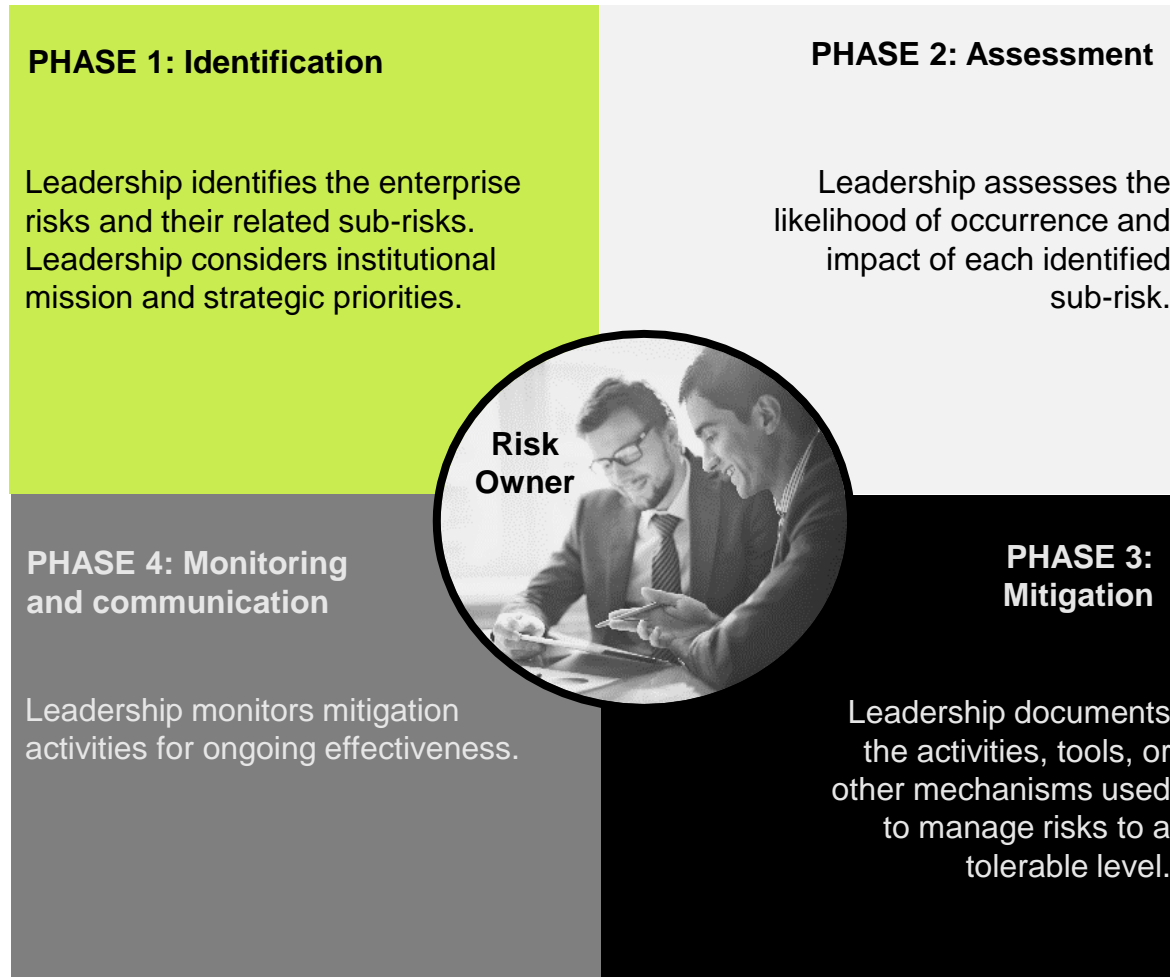 PHASE 1: Identification
Leadership identifies the enterprise
risks and their related sub-risks.
Leadership considers institutional
mission and strategic priorities.
PHASE 2: Assessment
Leadership assesses the
likelihood of occurrence and
impact of each identified
sub-risk.
Risk
Owner
PHASE 3:
Mitigation
Leadership documents
the activities, tools, or
other mechanisms used
to manage risks to a
tolerable level.
PHASE 4: Monitoring
and communication
Leadership monitors mitigation
activities for ongoing effectiveness.